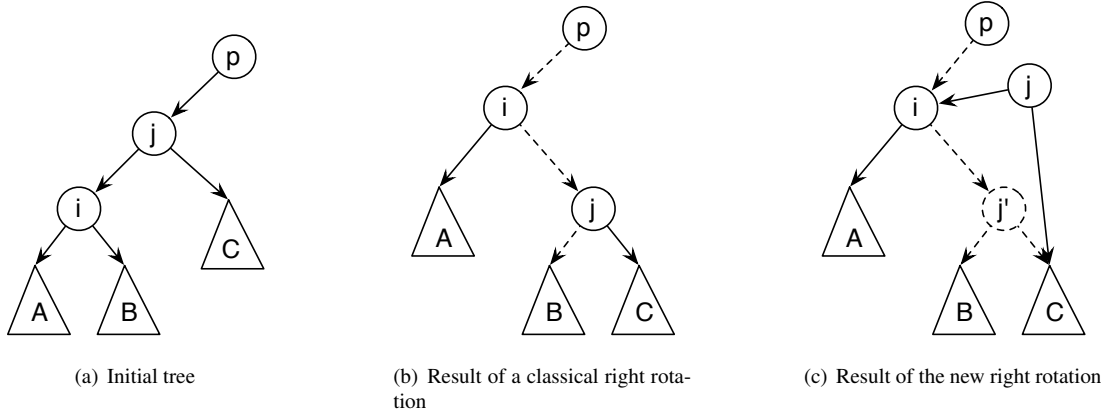 p
j
i
C
A
B
(a) Initial tree
p
i
A
j
B
C
(b) Result of a classical right rota-
tion
p
j
i
A
j'
B
C
(c) Result of the new right rotation